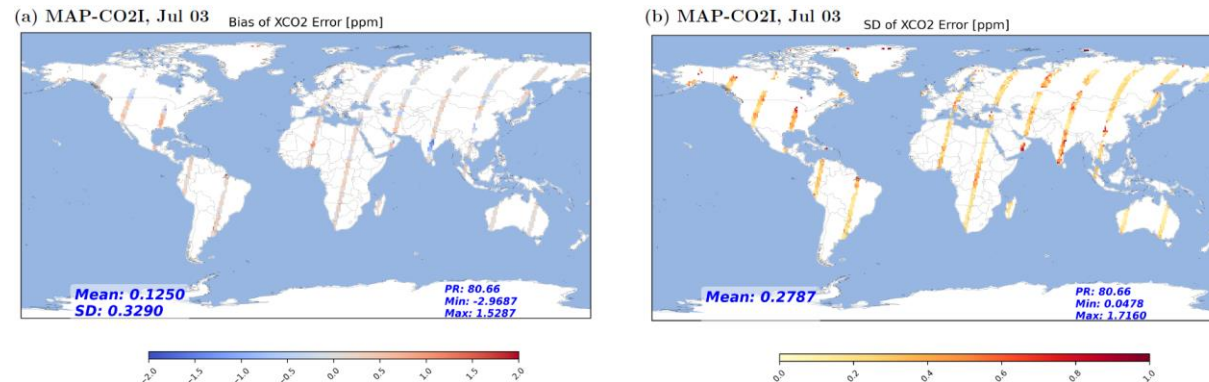 (a) MAP-CO2I, Jul 03
Bias of XCO2 Error [ppm]
Mean: 0.1250
SD: 0.3290
PR: 80.66
Min: -2.9687
Max: 1.5287
-2.0 -1.5 -1.0 -0.5 0.0 0.5 1.0 1.5 2.0
(b) MAP-CO2I, Jul 03
SD of XCO2 Error [ppm]
Mean: 0.2787
PR: 80.66
Min: 0.0478
Max: 1.7160
0.0 0.2 0.4 0.6 0.8 1.0